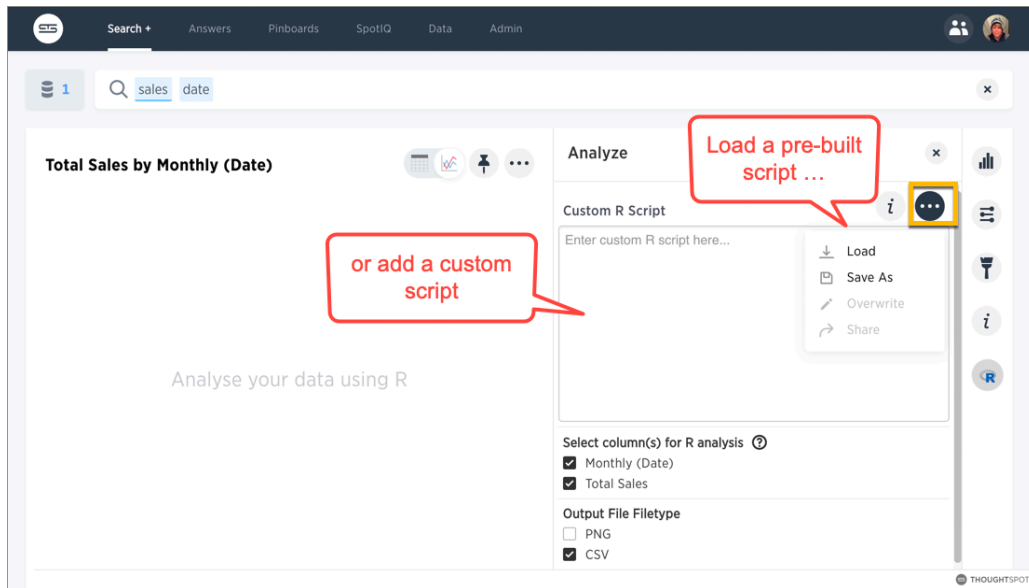 Search + Answers Pinboards SpotIQ Data Admin
1 sales date
Total Sales by Monthly (Date)
Analyze
Load a pre-built
script ...
Custom R Script
Enter custom R script here...
Load
Save As
Overwrite
Share
or add a custom
script
Analyse your data using R
Select column(s) for R analysis
Monthly (Date)
Total Sales
Output File Filetype
PNG
CSV
THOUGHTSPOT